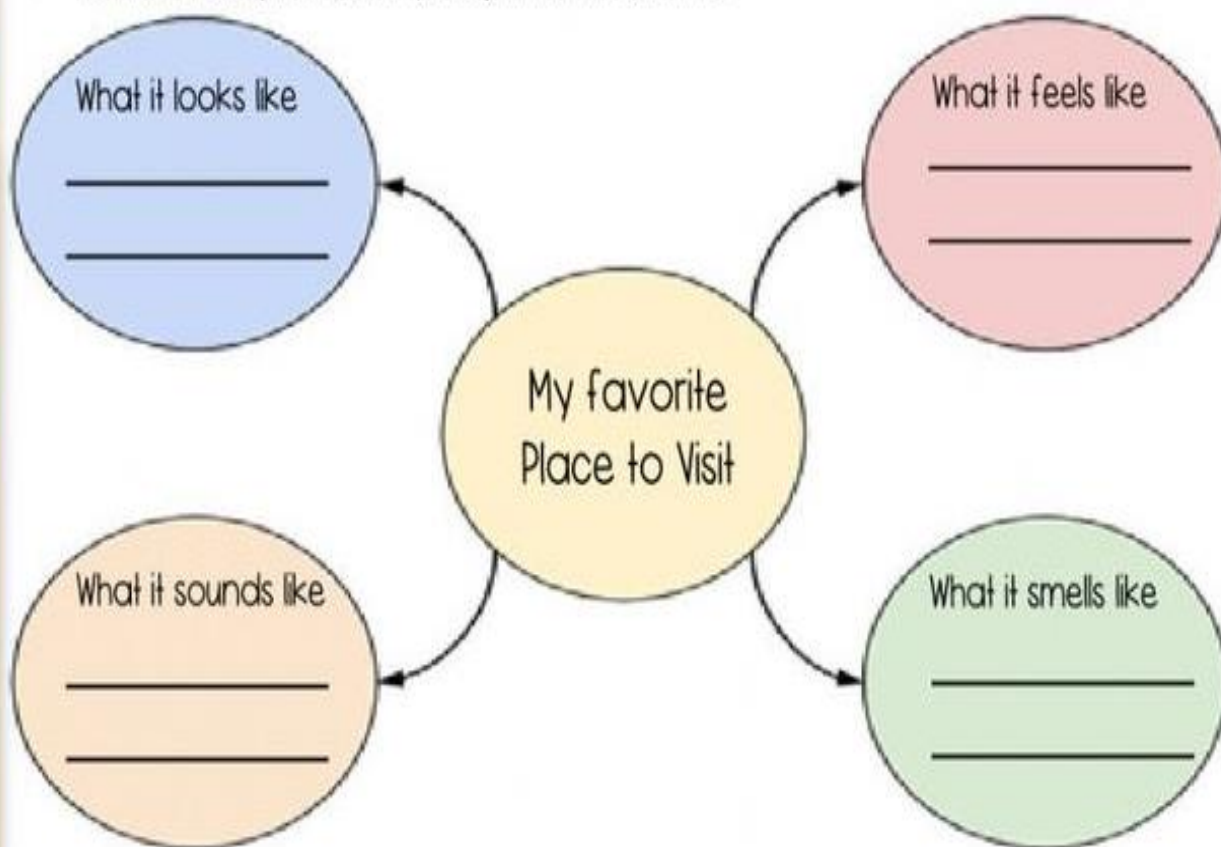 What it looks like
What it feels like
My favorite
Place to Visit
What it sounds like
What it smells like